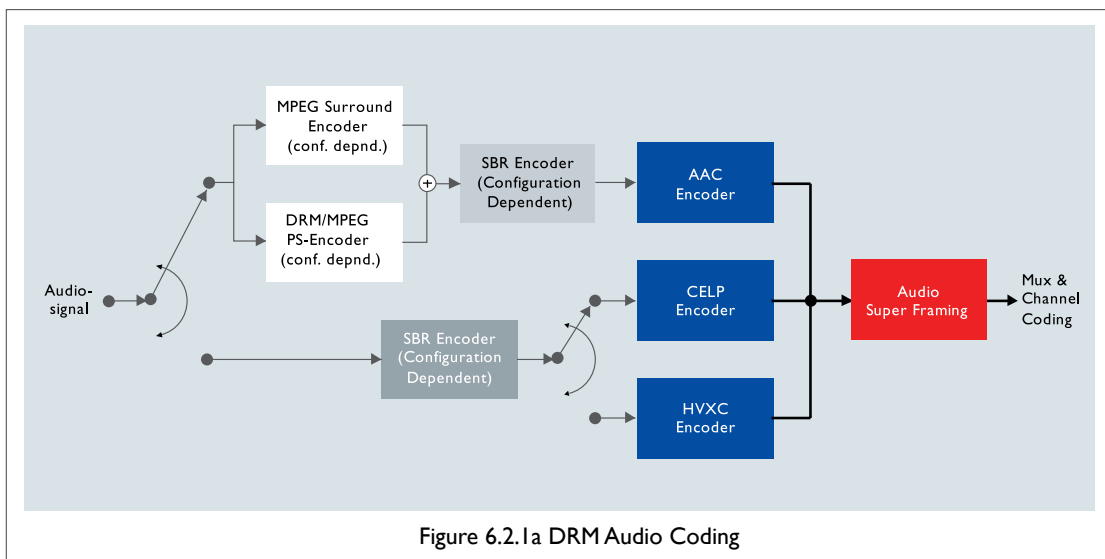 MPEG Surround
Encoder
(conf. depnd.)
SBR Encoder
(Configuration
Dependent)
AAC
Encoder
DRM/MPEG
PS-Encoder
(conf. depnd.)
Audio-
signal
CELP
Encoder
Audio
Super Framing
Mux &
Channel
Coding
SBR Encoder
(Configuration
Dependent)
HVXC
Encoder
Figure 6.2.1a DRM Audio Coding